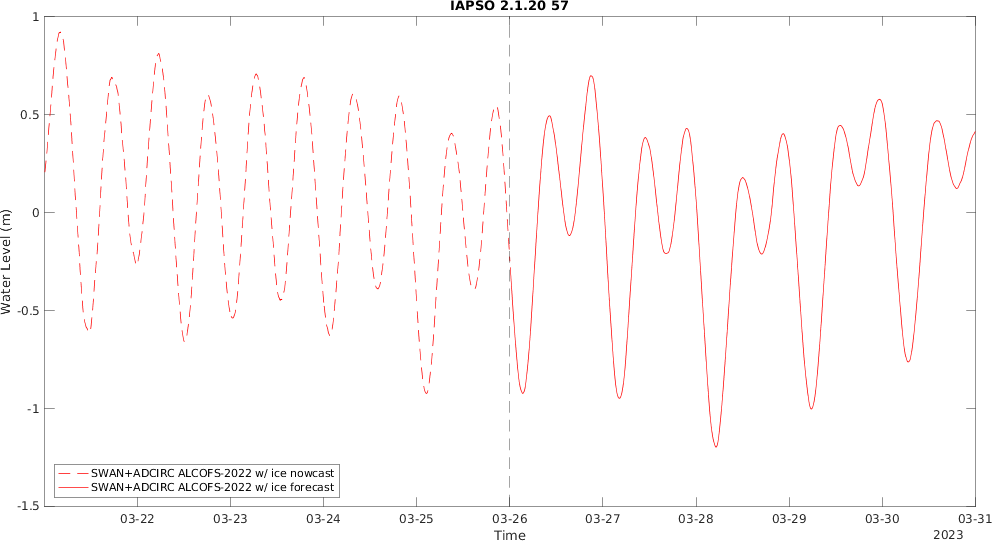 IAPSO 2.1.20 57
1
0.5
0
-0.5
-1
-1.5
Water Level (m)
SWAN+ADCIRC ALCOFS-2022 w/ ice nowcast
SWAN+ADCIRC ALCOFS-2022 w/ ice forecast
03-22 03-23 03-24 03-25 03-26 03-27 03-28 03-29 03-30 03-31
Time
2023